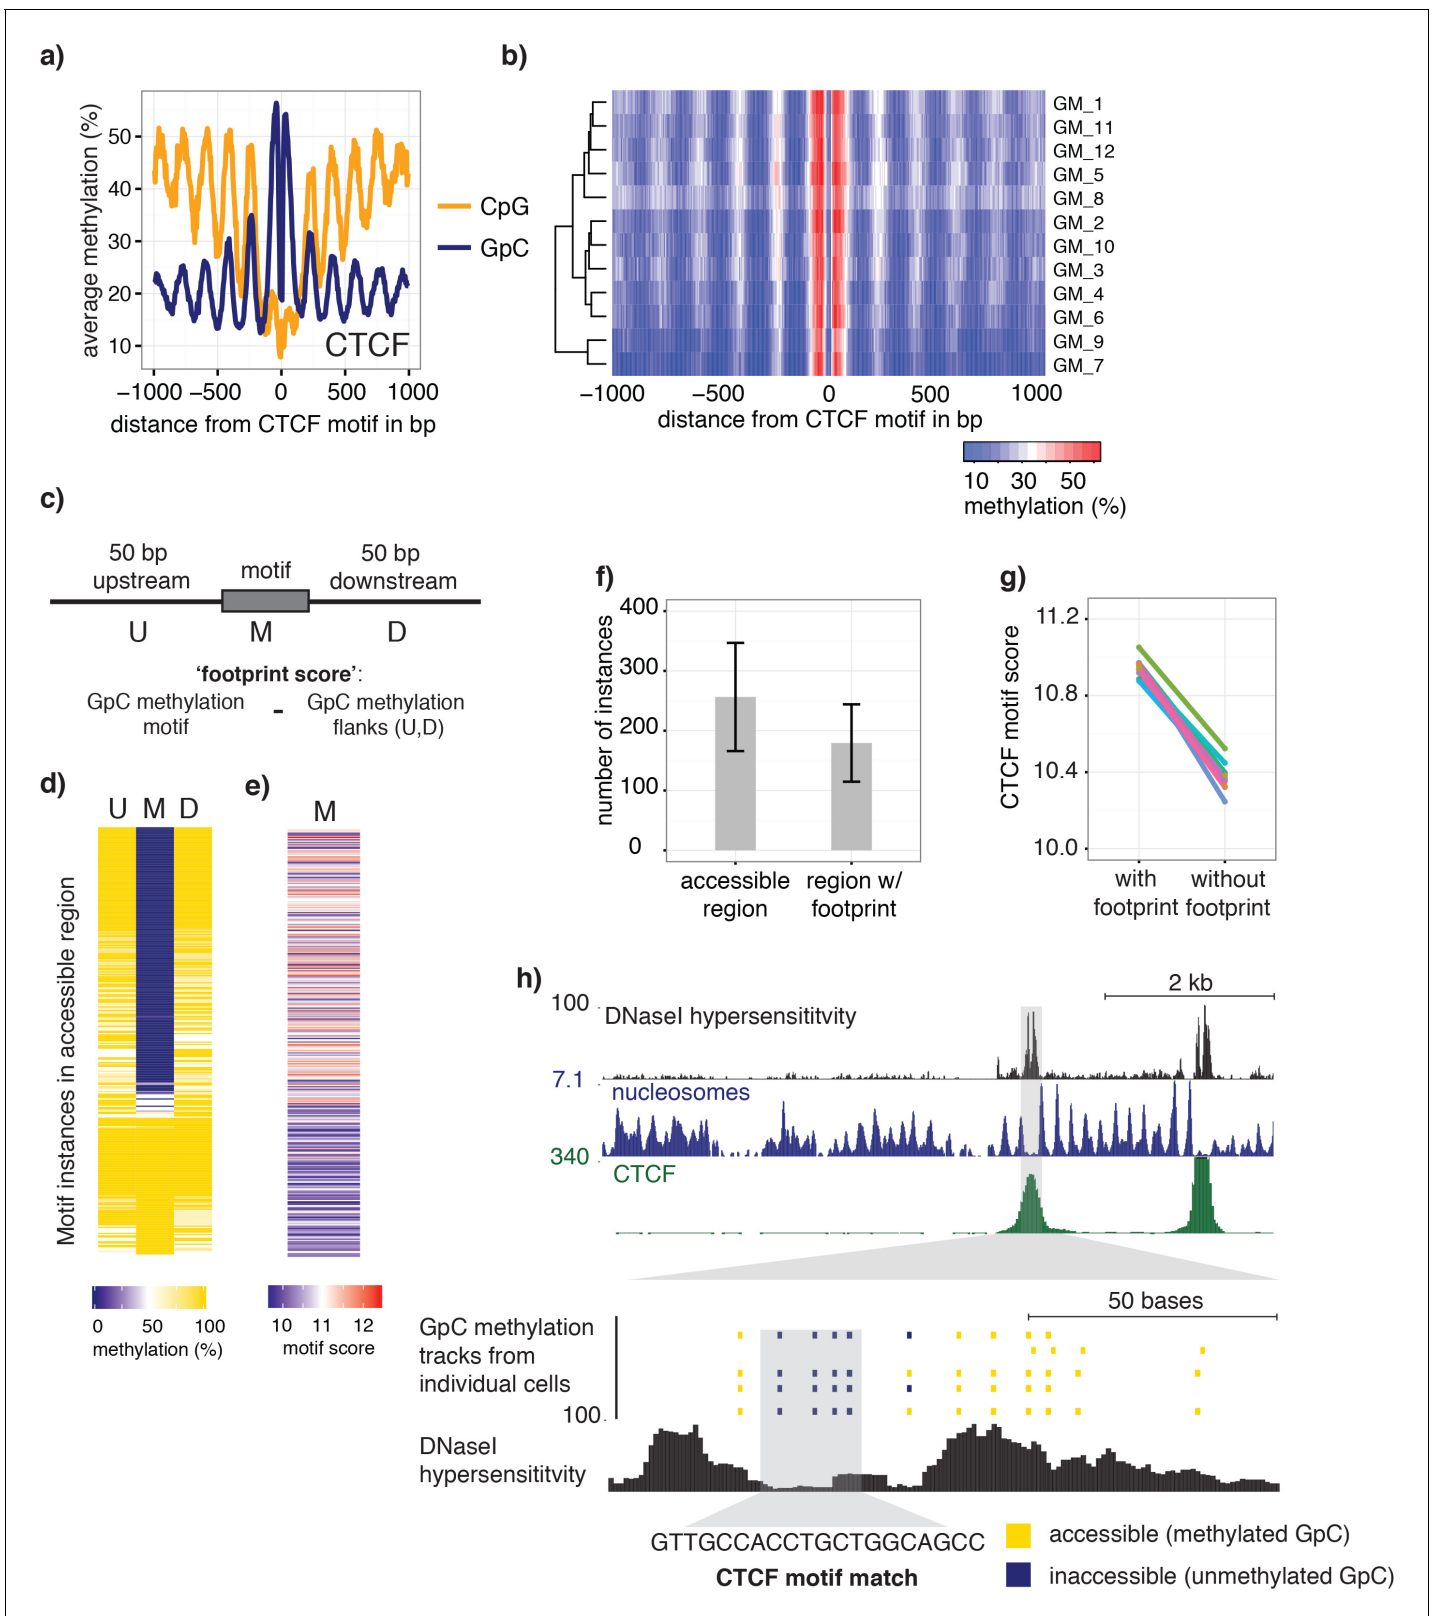 a)
average methylation (%)
50
40
30
20
10
CTCF
−1000 −500 0 500 1000
distance from CTCF motif in bp
CpG
GpC
b)
GM_1
GM_11
GM_12
GM_5
GM_8
GM_2
GM_10
GM_3
GM_4
GM_6
GM_9
GM_7
−1000 −500 0 500 1000
distance from CTCF motif in bp
10 30 50
methylation (%)
c)
50 bp
upstream
motif
50 bp
downstream
U M D
‘footprint score’:
GpC methylation
motif
-
GpC methylation
flanks (U,D)
d)
U M D
Motif instances in accessible region
0 50 100
methylation (%)
e)
M
10 11 12
motif score
f)
number of instances
400
300
200
100
0
accessible
region
region w/
footprint
g)
CTCF motif score
11.2
10.8
10.4
10.0
with
footprint
without
footprint
h)
2 kb
100
DNaseI hypersensititvity
7.1
nucleosomes
340
CTCF
50 bases
GpC methylation
tracks from
individual cells
100
DNaseI
hypersensititvity
GTTGCCACCTGCTGGCAGCC
CTCF motif match
accessible (methylated GpC)
inaccessible (unmethylated GpC)